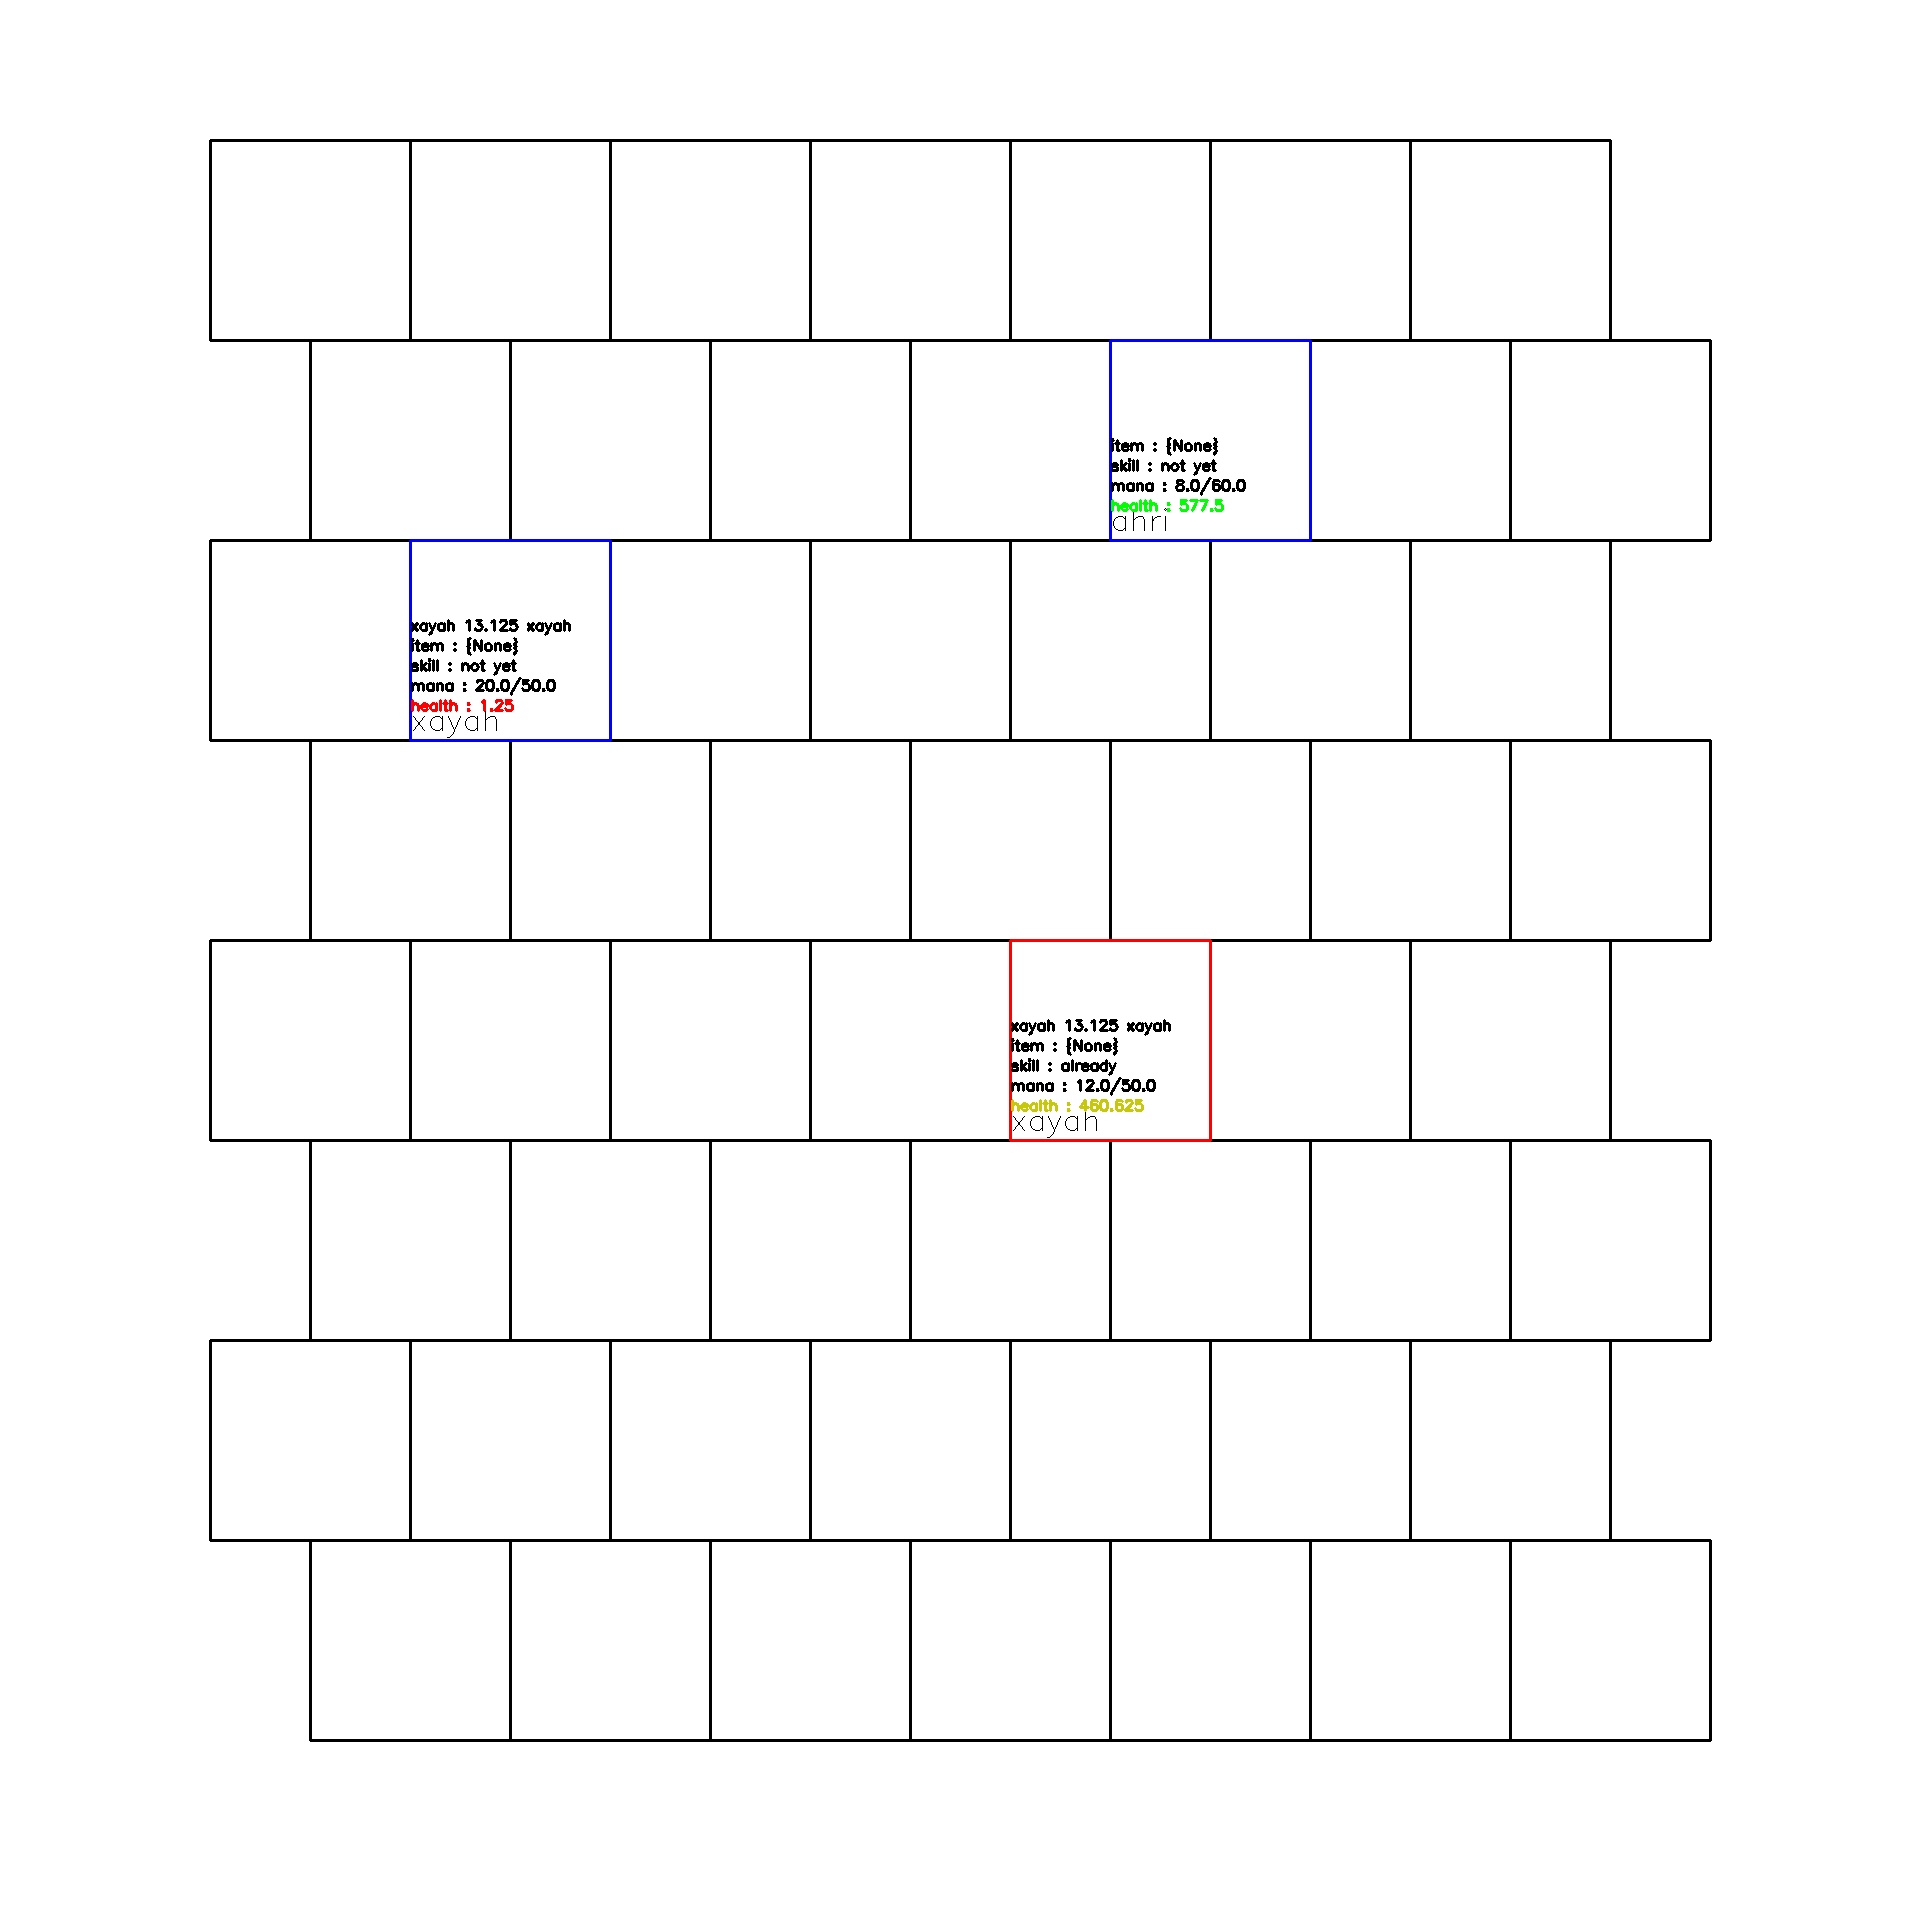 item : {None}
skill : not yet
mana : 8.0/60.0
health : 577.5
ahri
xayah 13.125 xayah
item : {None}
skill : not yet
mana : 20.0/50.0
health : 1.25
xayah
xayah 13.125 xayah
item : {None}
skill : already
mana : 12.0/50.0
health : 460.625
xayah